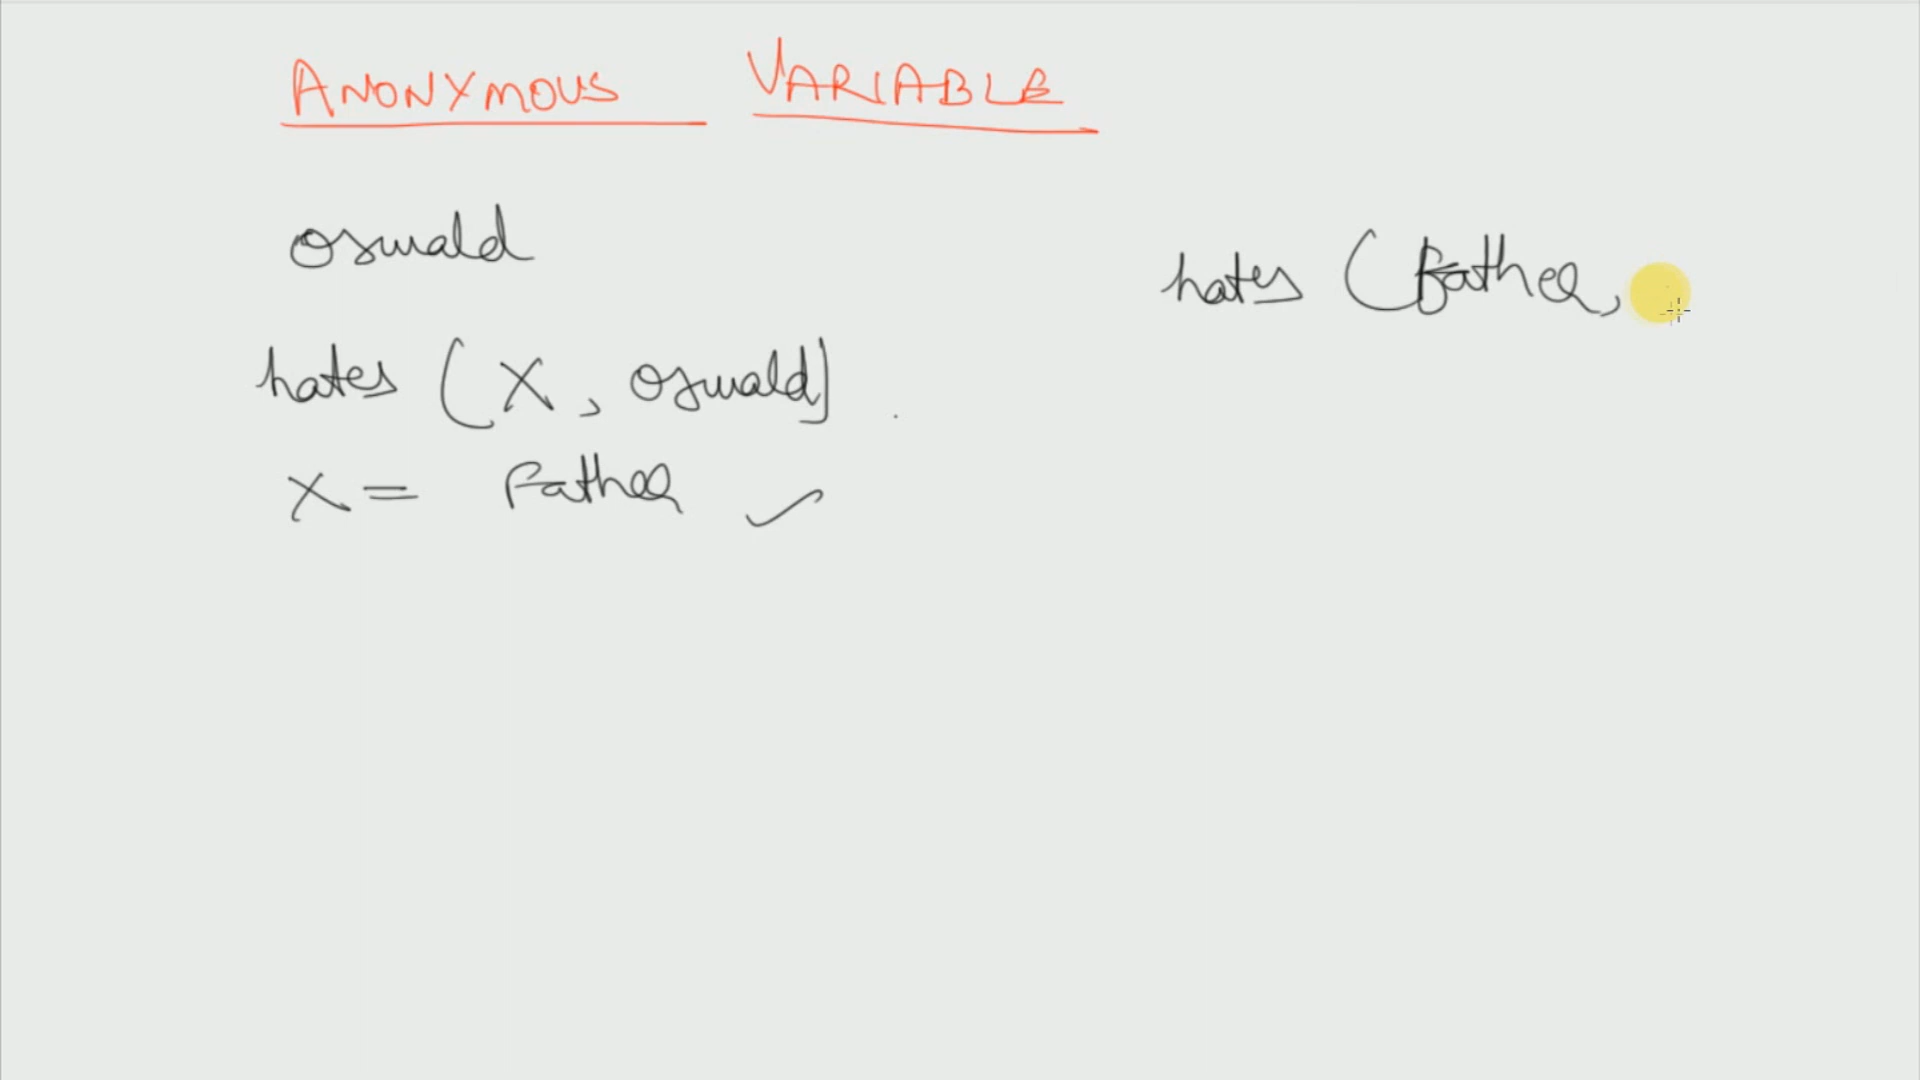 ANONYMOUS VARIABLE
oswald
hates (X, oswald) .
X = Father ✓
hates (father,